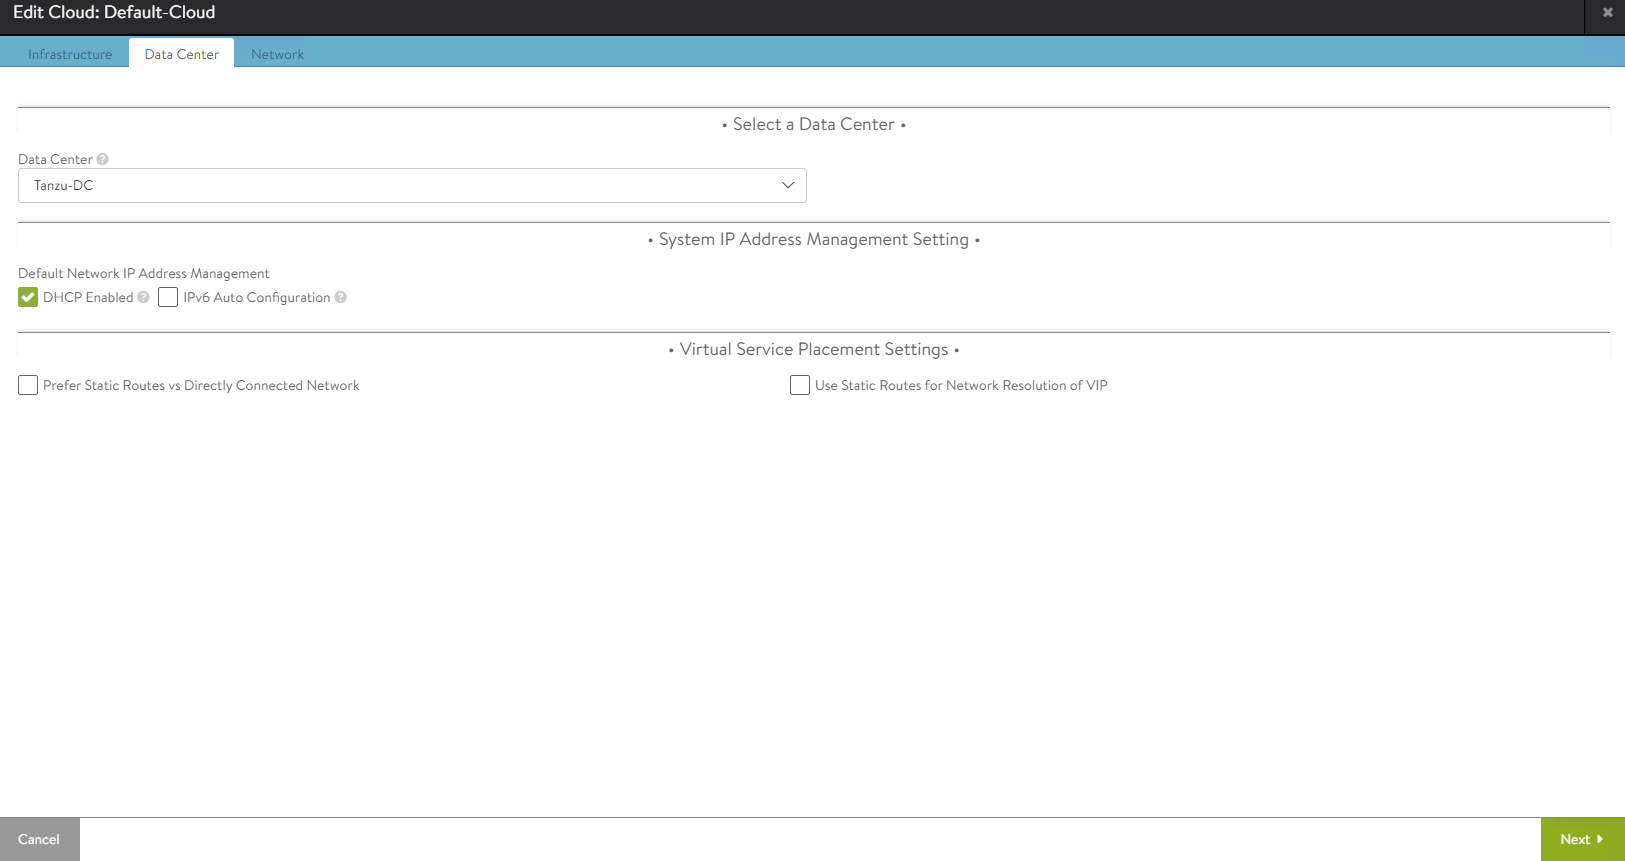 Edit Cloud: Default-Cloud
Infrastructure Data Center Network
• Select a Data Center •
Data Center
Tanzu-DC
• System IP Address Management Setting •
Default Network IP Address Management
DHCP Enabled IPv6 Auto Configuration
• Virtual Service Placement Settings •
Prefer Static Routes vs Directly Connected Network Use Static Routes for Network Resolution of VIP
Cancel Next